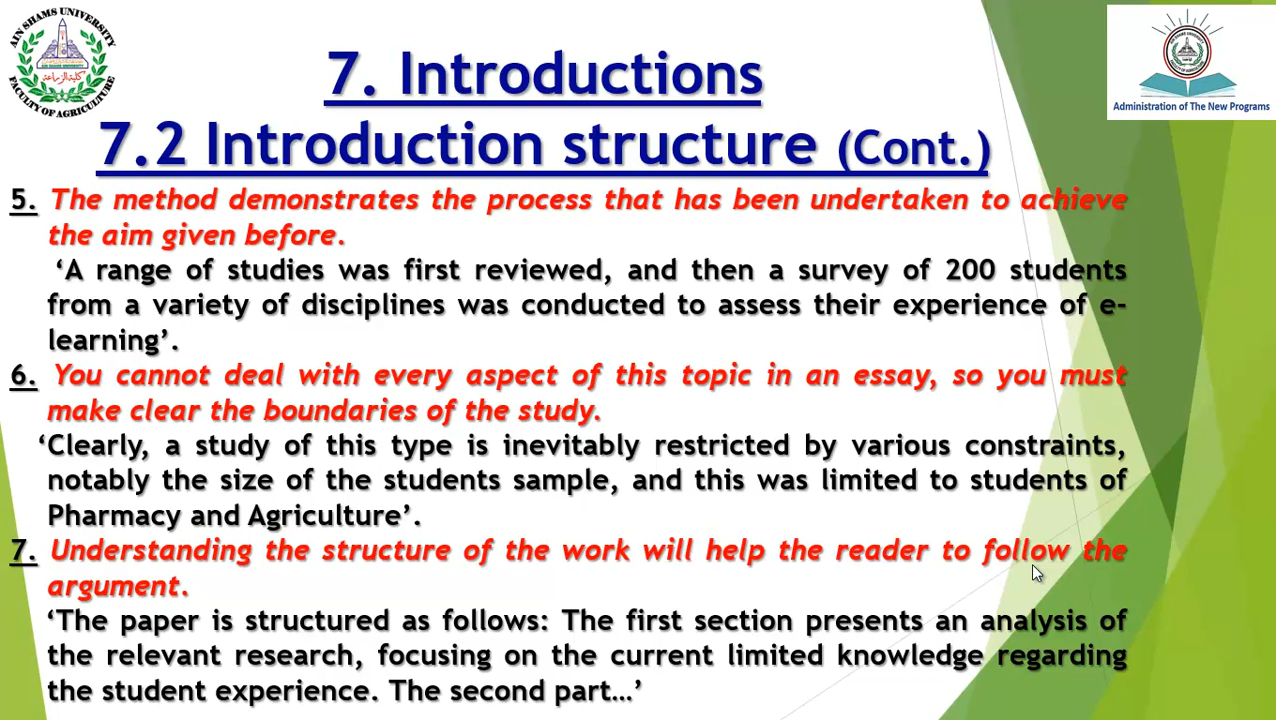 AIN SHAMS UNIVERSITY
كلية الزراعة
FACULTY OF AGRICULTURE
Administration of The New Programs
7. Introductions
7.2 Introduction structure (Cont.)
5. The method demonstrates the process that has been undertaken to achieve
the aim given before.
‘A range of studies was first reviewed, and then a survey of 200 students
from a variety of disciplines was conducted to assess their experience of e-
learning’.
6. You cannot deal with every aspect of this topic in an essay, so you must
make clear the boundaries of the study.
‘Clearly, a study of this type is inevitably restricted by various constraints,
notably the size of the students sample, and this was limited to students of
Pharmacy and Agriculture’.
7. Understanding the structure of the work will help the reader to follow the
argument.
‘The paper is structured as follows: The first section presents an analysis of
the relevant research, focusing on the current limited knowledge regarding
the student experience. The second part…’